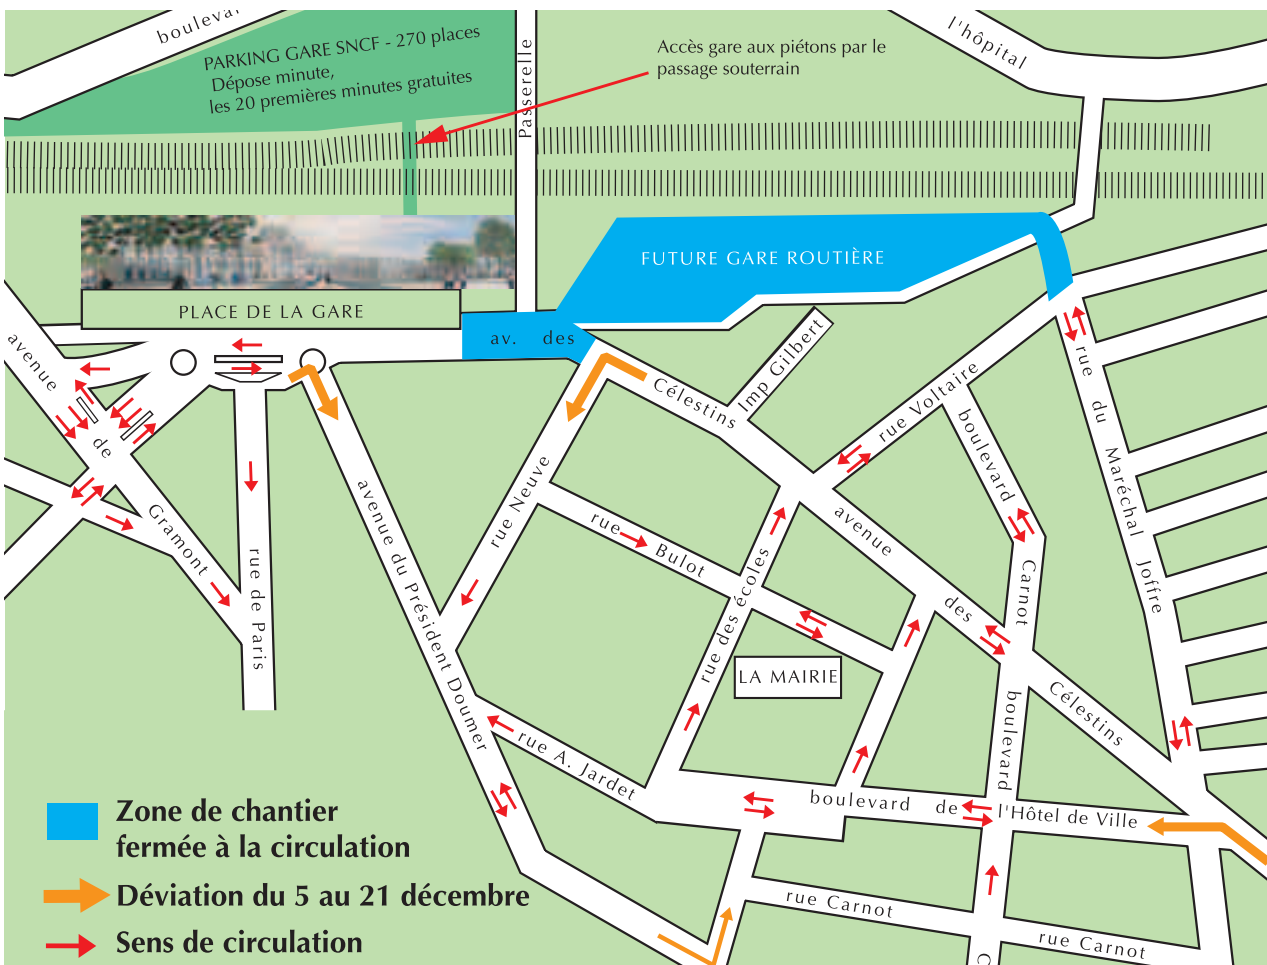 bouleva
PARKING GARE SNCF - 270 places
Dépose minute,
les 20 premières minutes gratuites
Passerelle
Accès gare aux piétons par le
passage souterrain
l'hôpital
FUTURE GARE ROUTIÈRE
PLACE DE LA GARE
av. des
Célestins
Imp Gilbert
rue Voltaire
boulevard
Carnot
rue du Maréchal Joffre
avenue
de
Gramont
rue de Paris
avenue du Président Doumer
rue Neuve
rue Bulot
rue des écoles
avenue
des
Célestins
LA MAIRIE
rue A. Jardet
boulevard de l'Hôtel de Ville
boulevard
rue Carnot
rue Carnot
C
Zone de chantier
fermée à la circulation
Déviation du 5 au 21 décembre
Sens de circulation